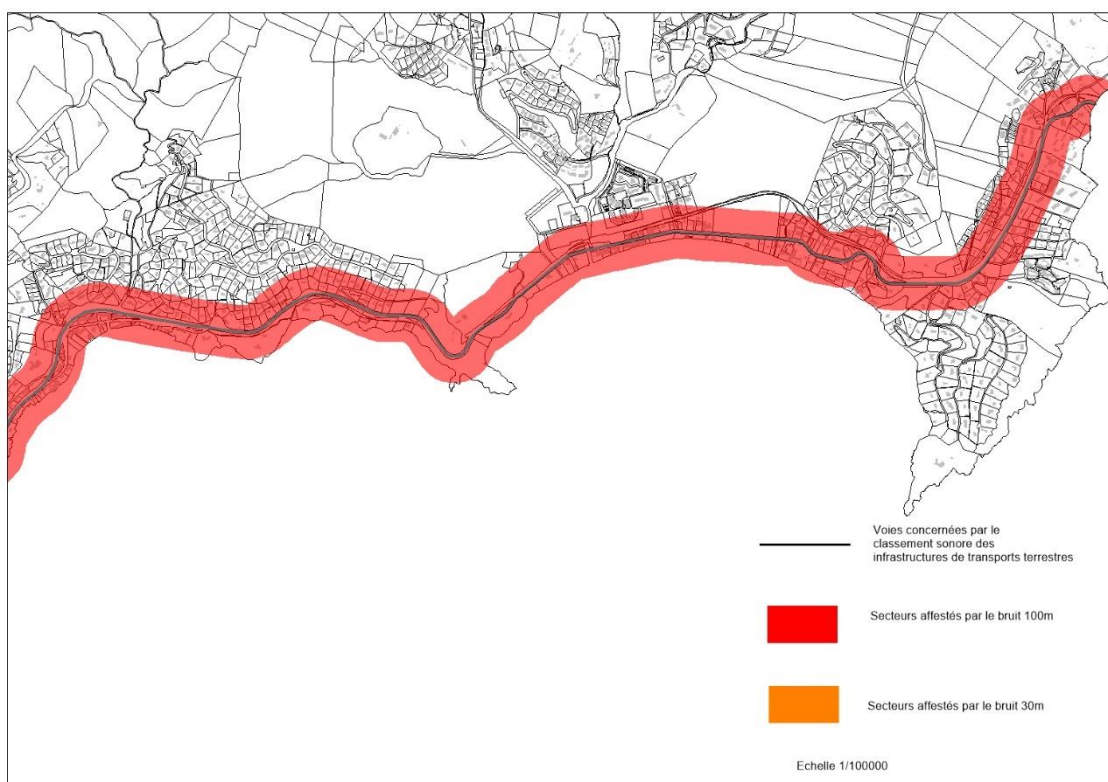 Voies concernées par le
classement sonore des
infrastructures de transports terrestres
Secteurs affestés par le bruit 100m
Secteurs affestés par le bruit 30m
Echelle 1/100000